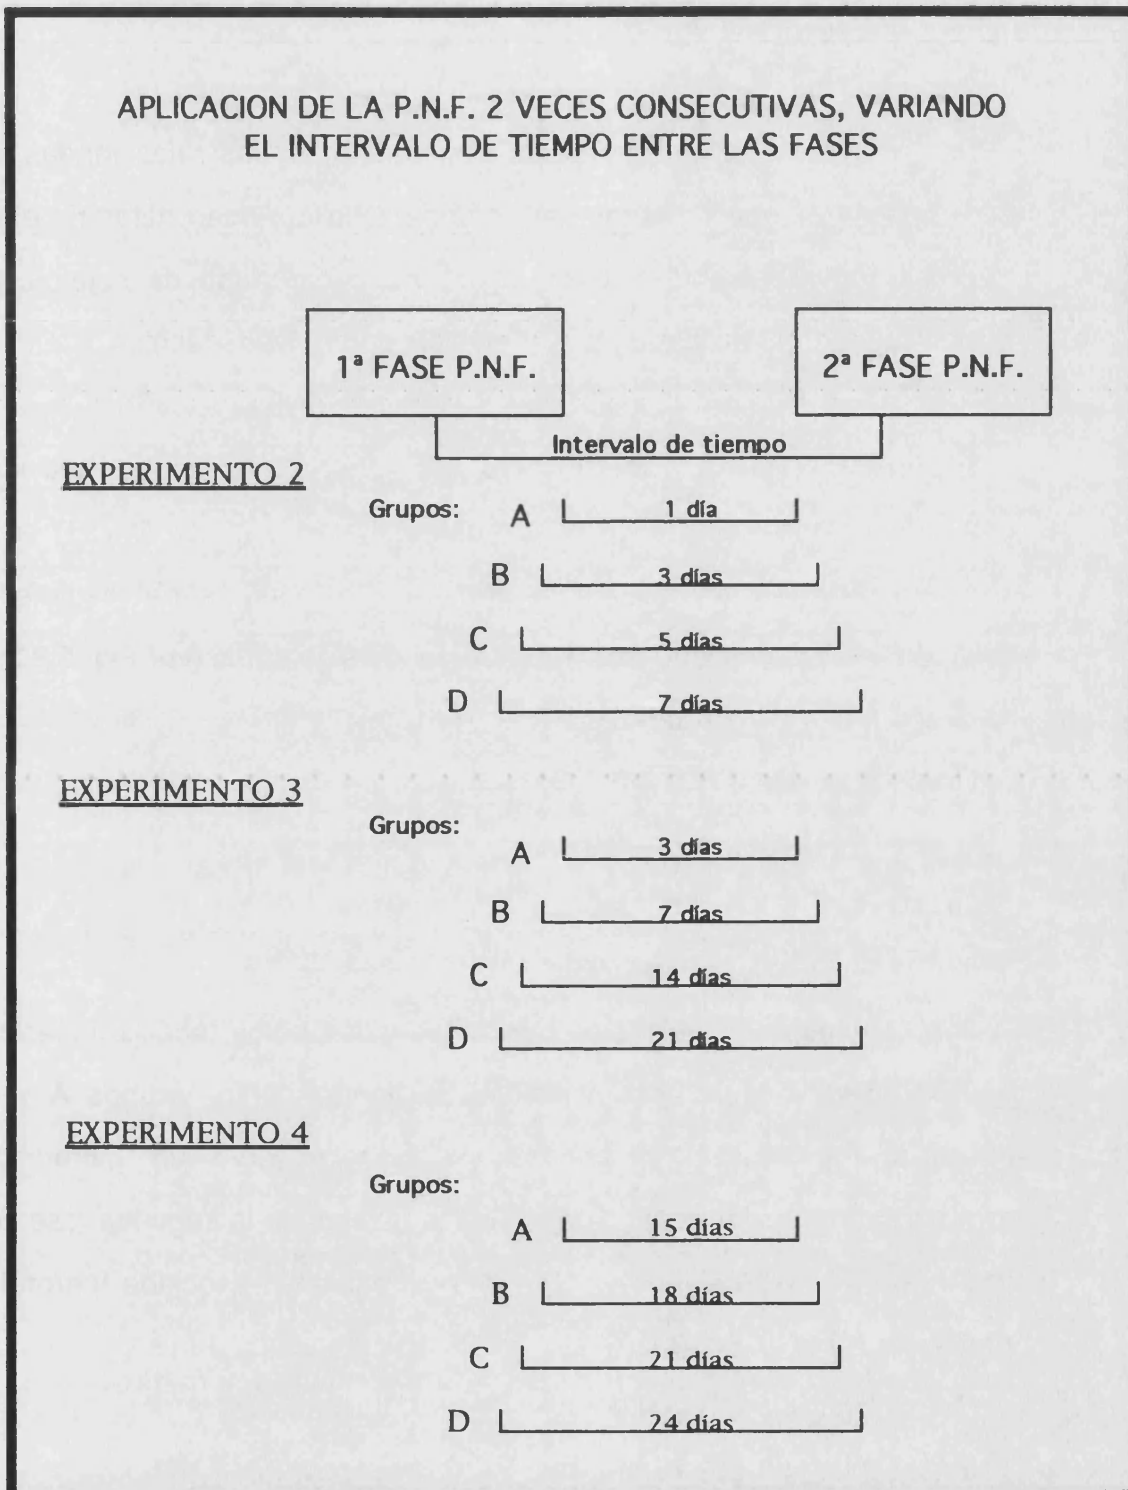 APLICACION DE LA P.N.F. 2 VECES CONSECUTIVAS, VARIANDO
EL INTERVALO DE TIEMPO ENTRE LAS FASES
1ª FASE P.N.F.
2ª FASE P.N.F.
Intervalo de tiempo
EXPERIMENTO 2
Grupos:
A 1 día
B 3 días
C 5 días
D 7 días
EXPERIMENTO 3
Grupos:
A 3 días
B 7 días
C 14 días
D 21 días
EXPERIMENTO 4
Grupos:
A 15 días
B 18 días
C 21 días
D 24 días